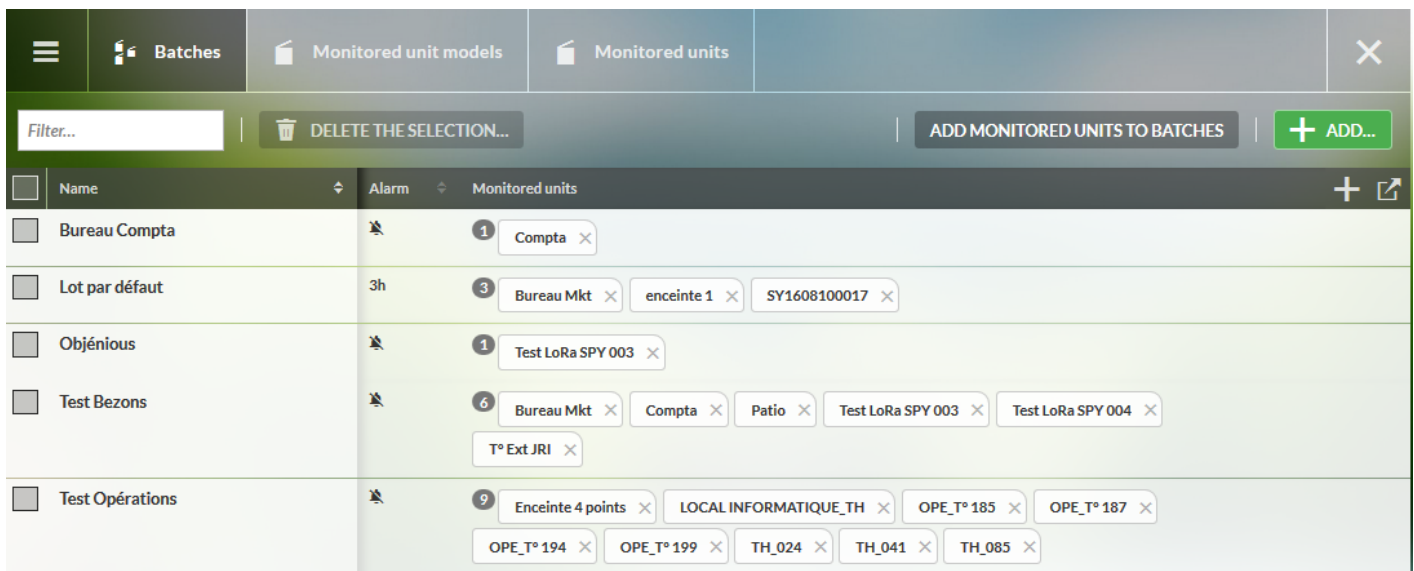 Batches Monitored unit models Monitored units
Filter... DELETE THE SELECTION... ADD MONITORED UNITS TO BATCHES ADD...
Name Alarm Monitored units
Bureau Compta 1 Compta
Lot par défaut 3h 3 Bureau Mkt enceinte 1 SY1608100017
Objénious 1 Test LoRa SPY 003
Test Bezons 6 Bureau Mkt Compta Patio Test LoRa SPY 003 Test LoRa SPY 004
T° Ext JRI
Test Opérations 9 Enceinte 4 points LOCAL INFORMATIQUE_TH OPE_T° 185 OPE_T° 187
OPE_T° 194 OPE_T° 199 TH_024 TH_041 TH_085